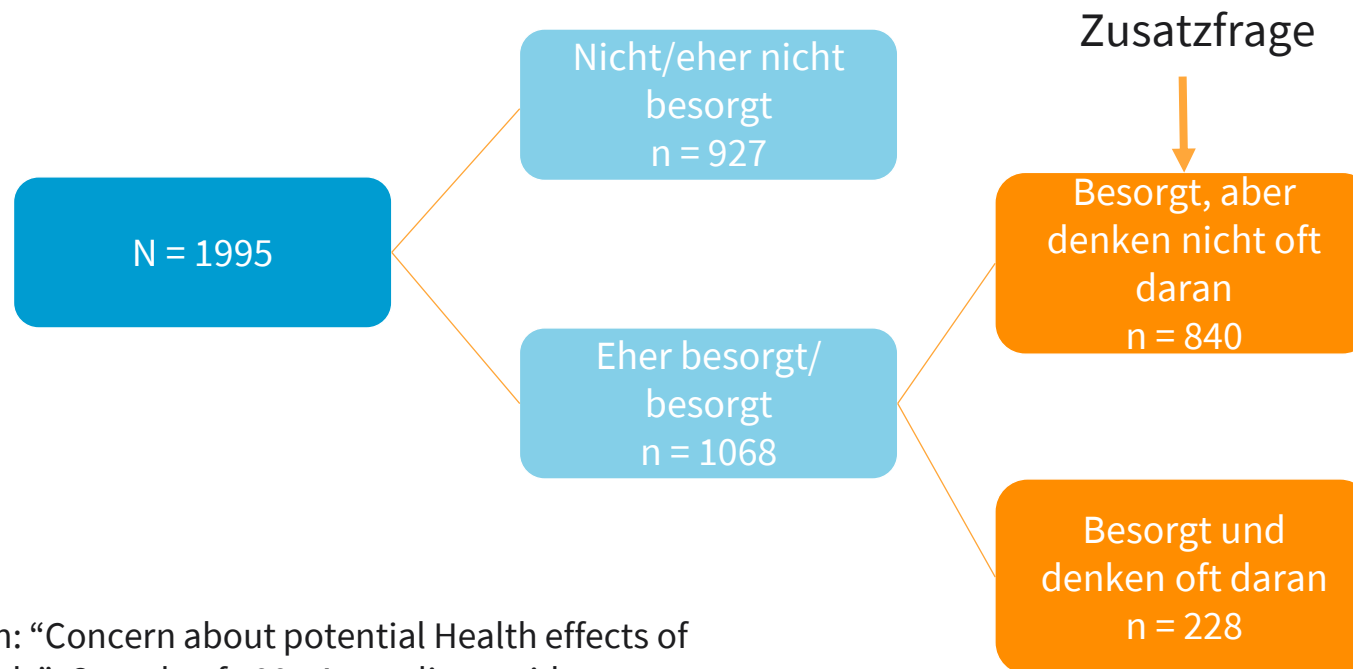 Zusatzfrage
Nicht/eher nicht
besorgt
n = 927
N = 1995
Besorgt, aber
denken nicht oft
daran
n = 840
Eher besorgt/
besorgt
n = 1068
Besorgt und
denken oft daran
n = 228
“Concern about potential Health effects of